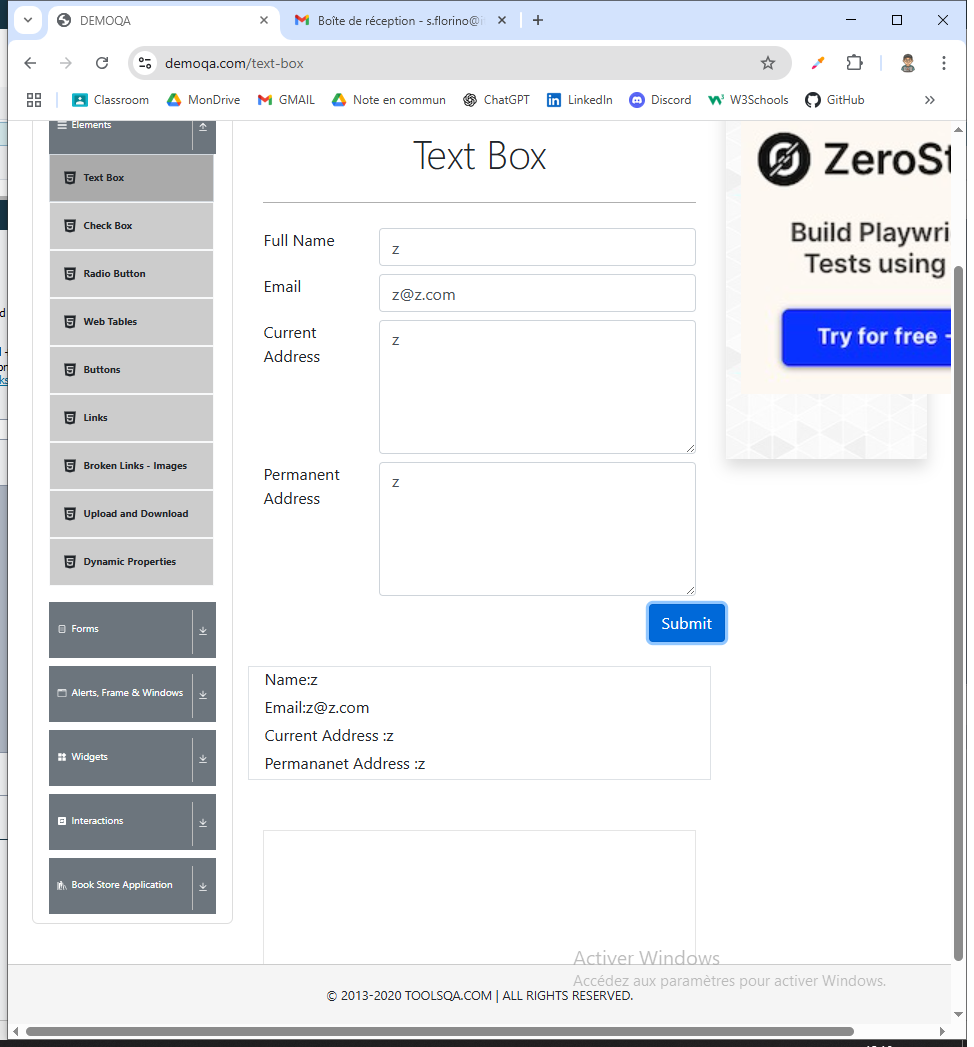 DEMOQA
Boîte de réception - s.florino@
demoqa.com/text-box
Classroom
MonDrive
GMAIL
Note en commun
ChatGPT
LinkedIn
Discord
W3Schools
GitHub
Elements
Text Box
Check Box
Radio Button
Web Tables
Buttons
Links
Broken Links - Images
Upload and Download
Dynamic Properties
Forms
Alerts, Frame & Windows
Widgets
Interactions
Book Store Application
Text Box
Full Name
z
Email
z@z.com
Current
Address
z
Permanent
Address
z
Submit
Name:z
Email:z@z.com
Current Address :z
Permananet Address :z
ZeroSt
Build Playwri
Tests using
Try for free
Activer Windows
Accédez aux paramètres pour activer Windows.
© 2013-2020 TOOLSQA.COM | ALL RIGHTS RESERVED.